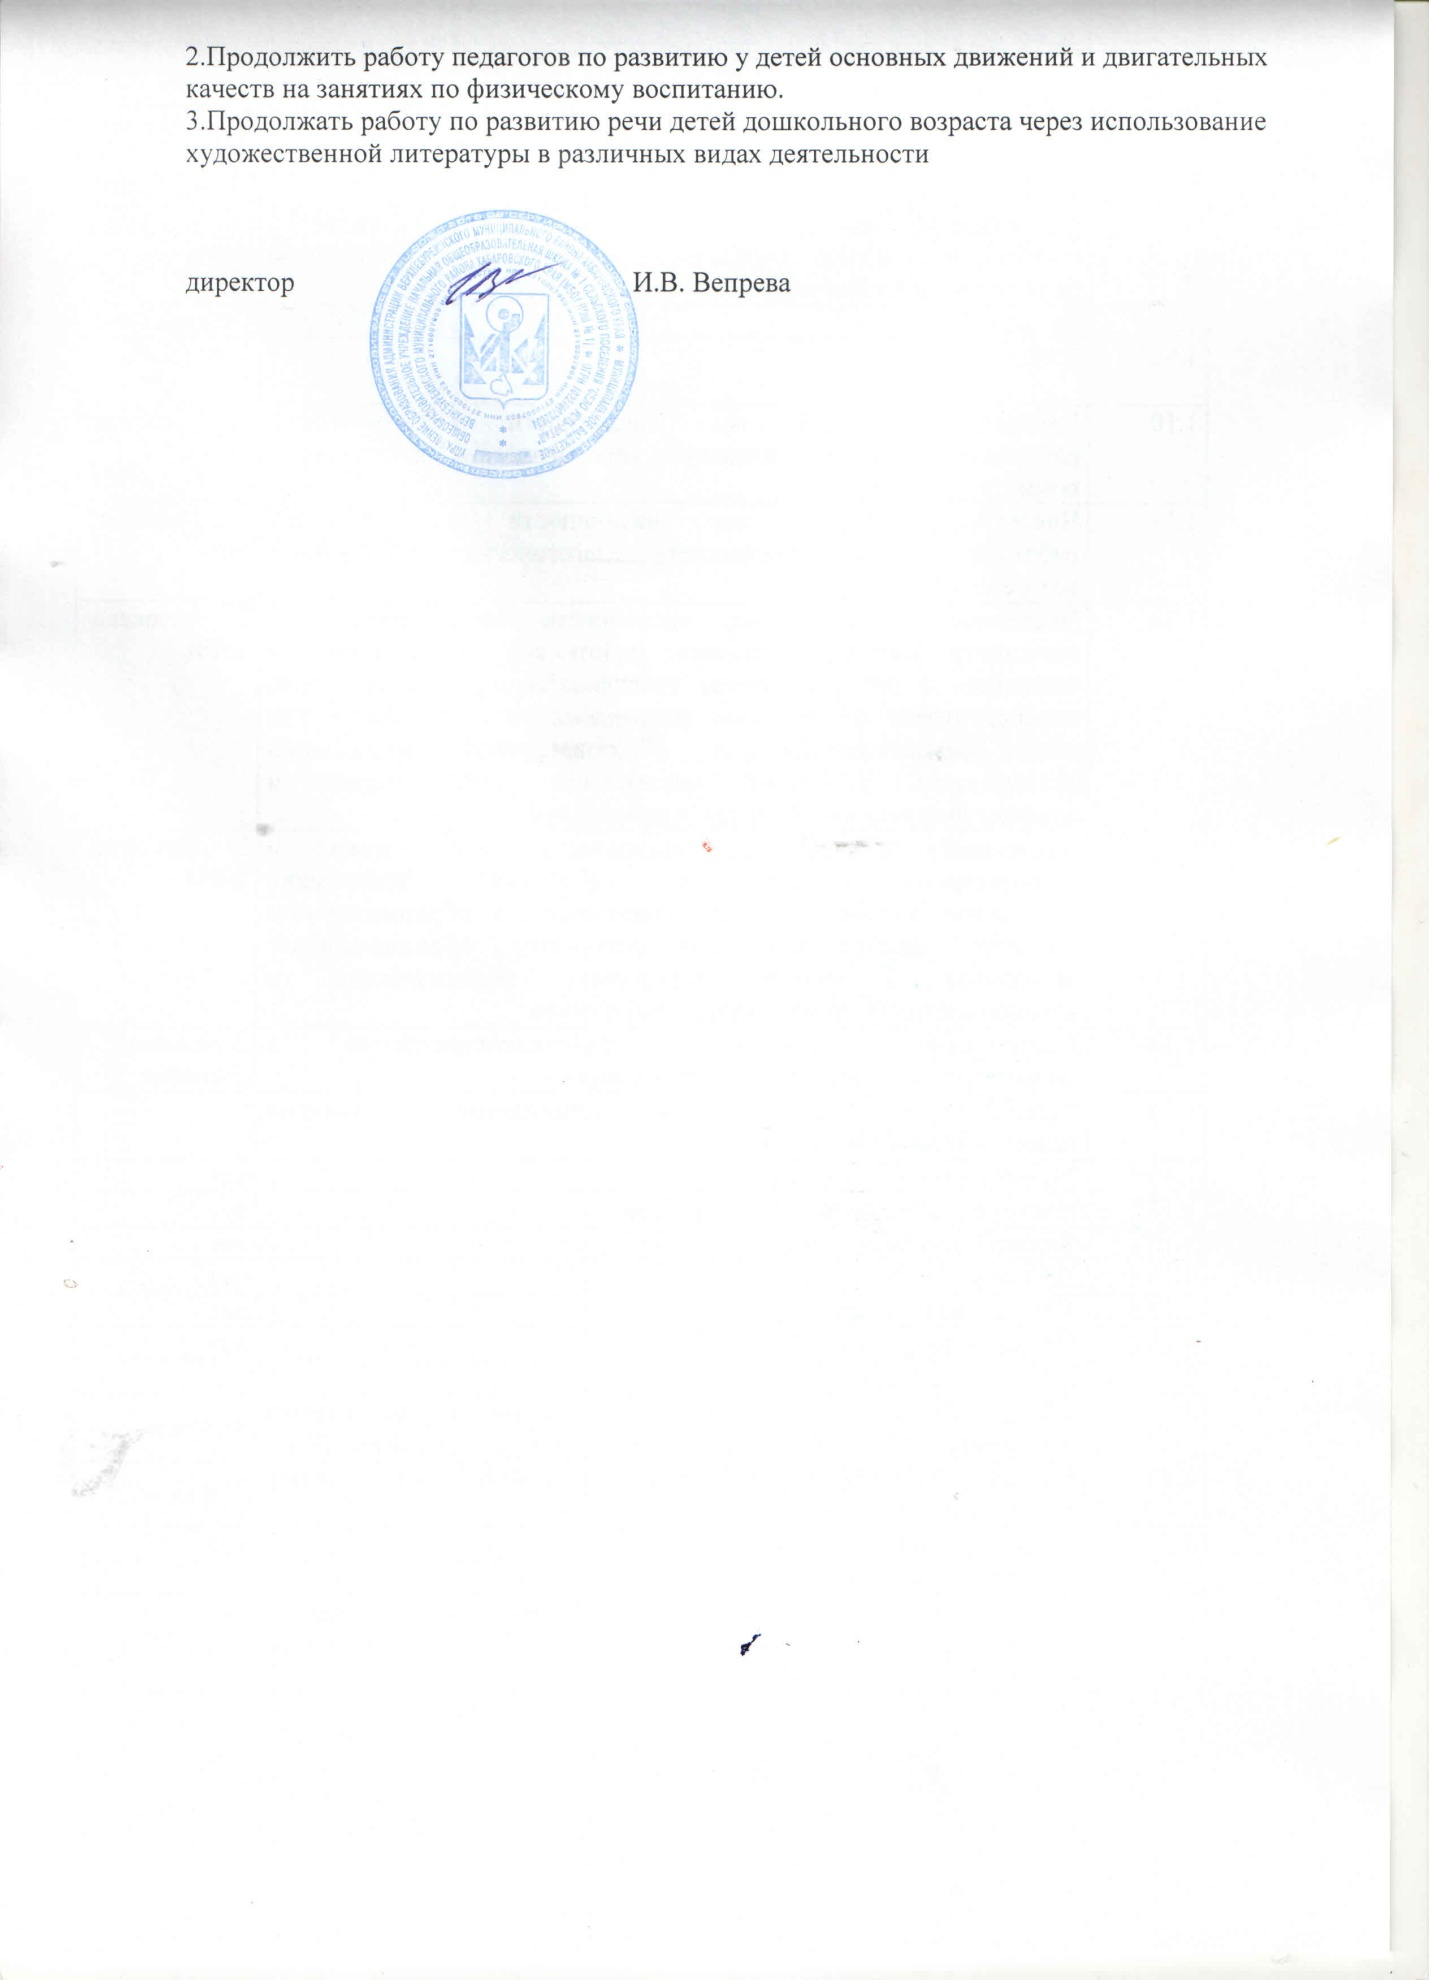 2.Продолжить работу педагогов по развитию у детей основных движений и двигательных
качеств на занятиях по физическому воспитанию.
3.Продолжать работу по развитию речи детей дошкольного возраста через использование
художественной литературы в различных видах деятельности
директор И.В. Вепрева